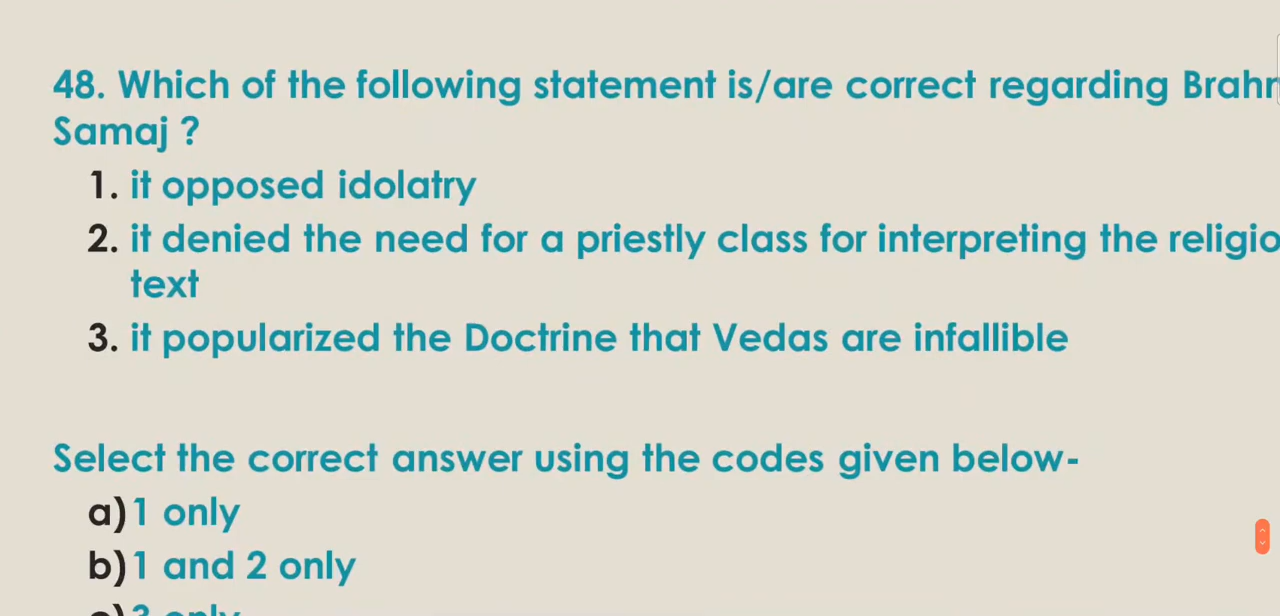 48. Which of the following statement is/are correct regarding
Samaj ?
1. it opposed idolatry
2. it denied the need for a priestly class for interpreting the
text
3. it popularized the Doctrine that Vedas are infallible
Select the correct answer using the codes given below-
a) 1 only
b) 1 and 2 only